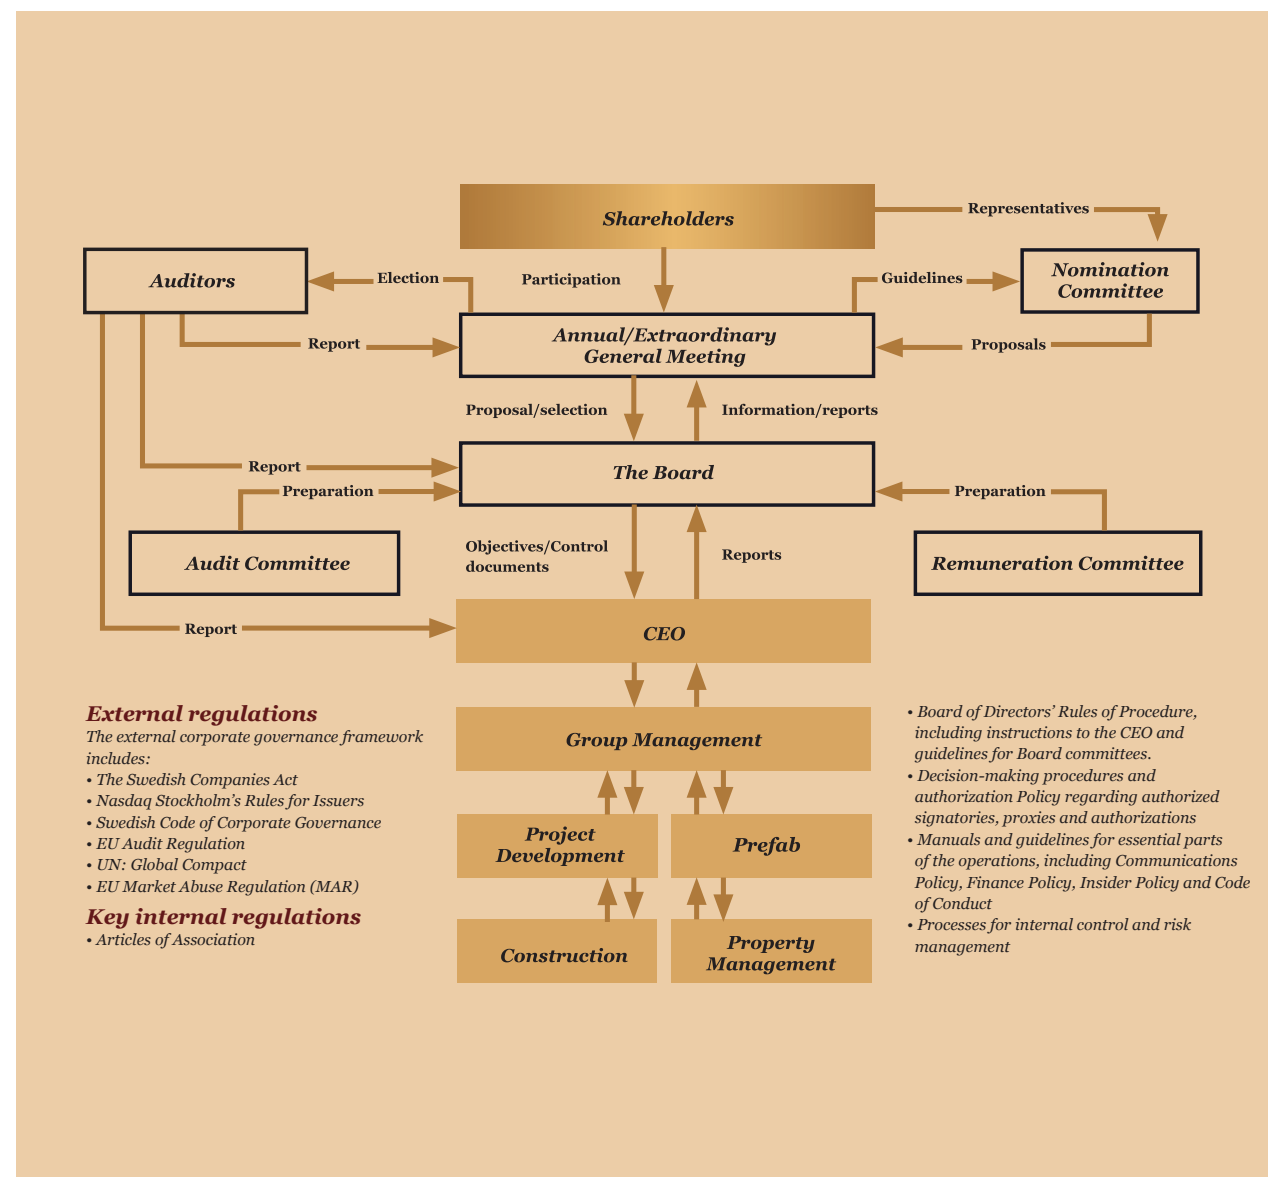 Shareholders
Representatives
Auditors
Election
Participation
Guidelines
Nomination
Committee
Report
Annual/Extraordinary
General Meeting
Proposals
Proposal/selection
Information/reports
Report
The Board
Preparation
Preparation
Audit Committee
Objectives/Control
documents
Reports
Remuneration Committee
Report
CEO
Group Management
Project
Development
Prefab
Construction
Property
Management
External regulations
The external corporate governance framework
includes:
• The Swedish Companies Act
• Nasdaq Stockholm’s Rules for Issuers
• Swedish Code of Corporate Governance
• EU Audit Regulation
• UN: Global Compact
• EU Market Abuse Regulation (MAR)
Key internal regulations
• Articles of Association
• Board of Directors’ Rules of Procedure,
including instructions to the CEO and
guidelines for Board committees.
• Decision-making procedures and
authorization Policy regarding authorized
signatories, proxies and authorizations
• Manuals and guidelines for essential parts
of the operations, including Communications
Policy, Finance Policy, Insider Policy and Code
of Conduct
• Processes for internal control and risk
management